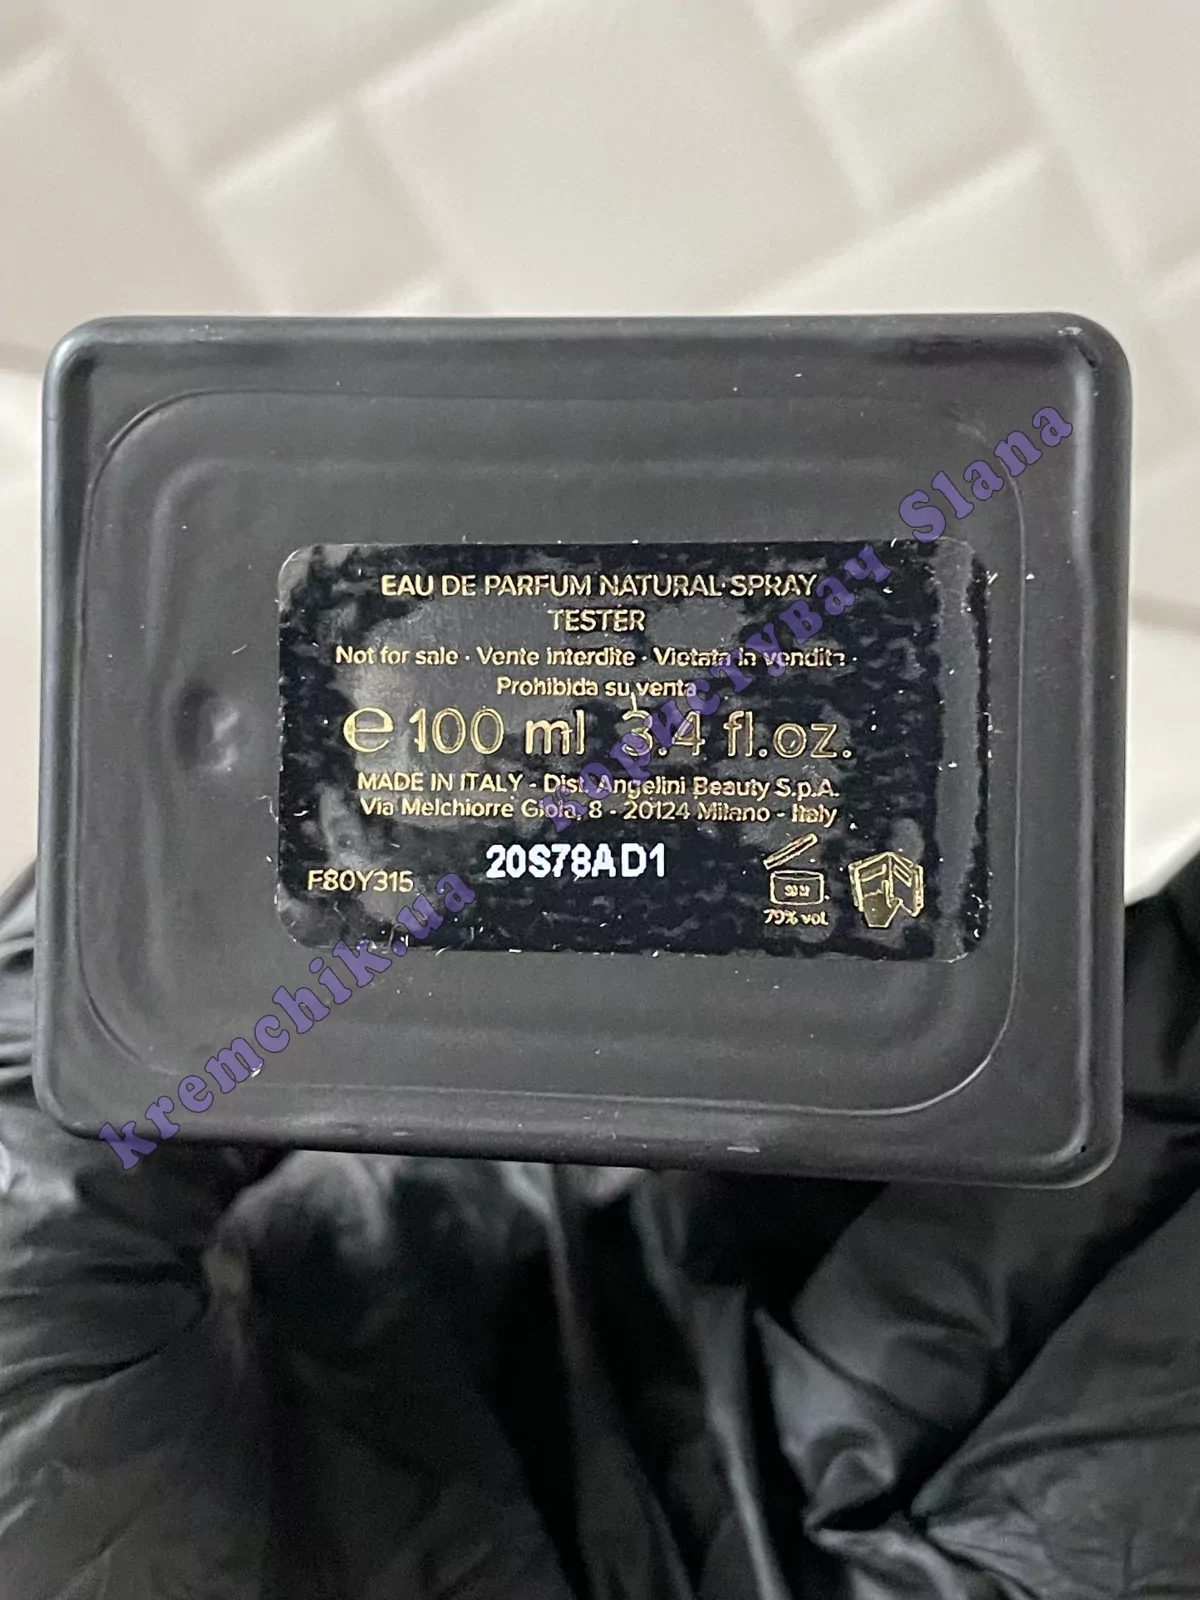 EAU DE PARFUM NATURAL SPRAY
TESTER
Not for sale · Vente interdite · Vietata la vendita ·
Prohibida su venta
e 100 ml 3.4 fl.oz.
MADE IN ITALY - Dist. Angelini Beauty S.p.A.
Via Melchiorre Gioia, 8 - 20124 Milano - Italy
20S78A D1
F80Y315
79% vol.
kremchik.ua користувач Slana